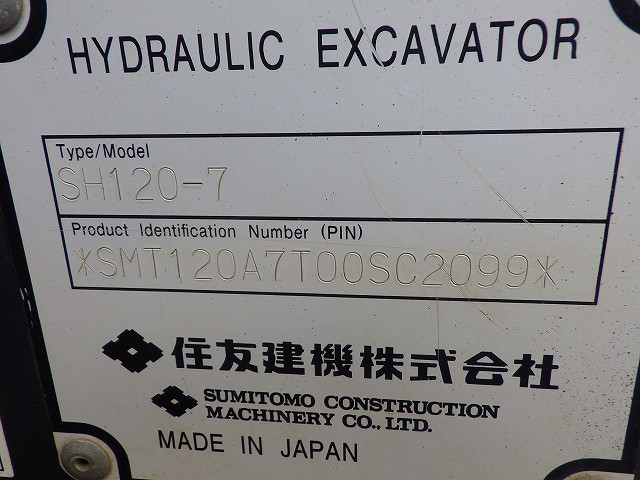 HYDRAULIC EXCAVATOR
Type/Model
SH120-7
Product Identification Number (PIN)
*SMT120A7T00SC2099*
住友建機株式会社
SUMITOMO CONSTRUCTION
MACHINERY CO., LTD.
MADE IN JAPAN